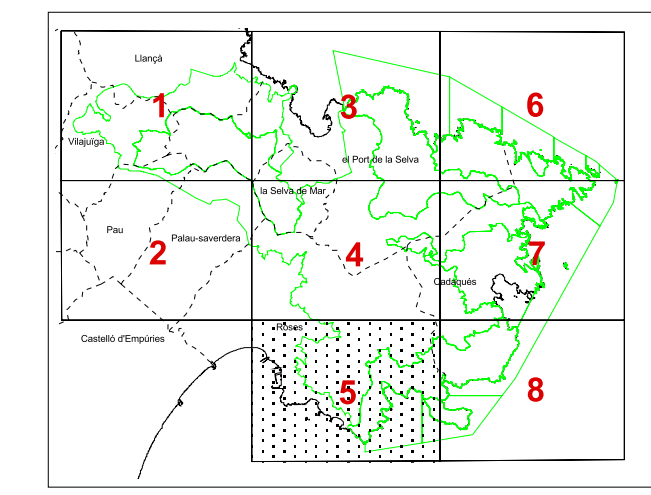 Llançà
1
3
6
Vilajuïga
el Port de la Selva
la Selva de Mar
Pau
Palau-saverdera
2
4
7
Cadaqués
Roses
Castelló d'Empúries
5
8